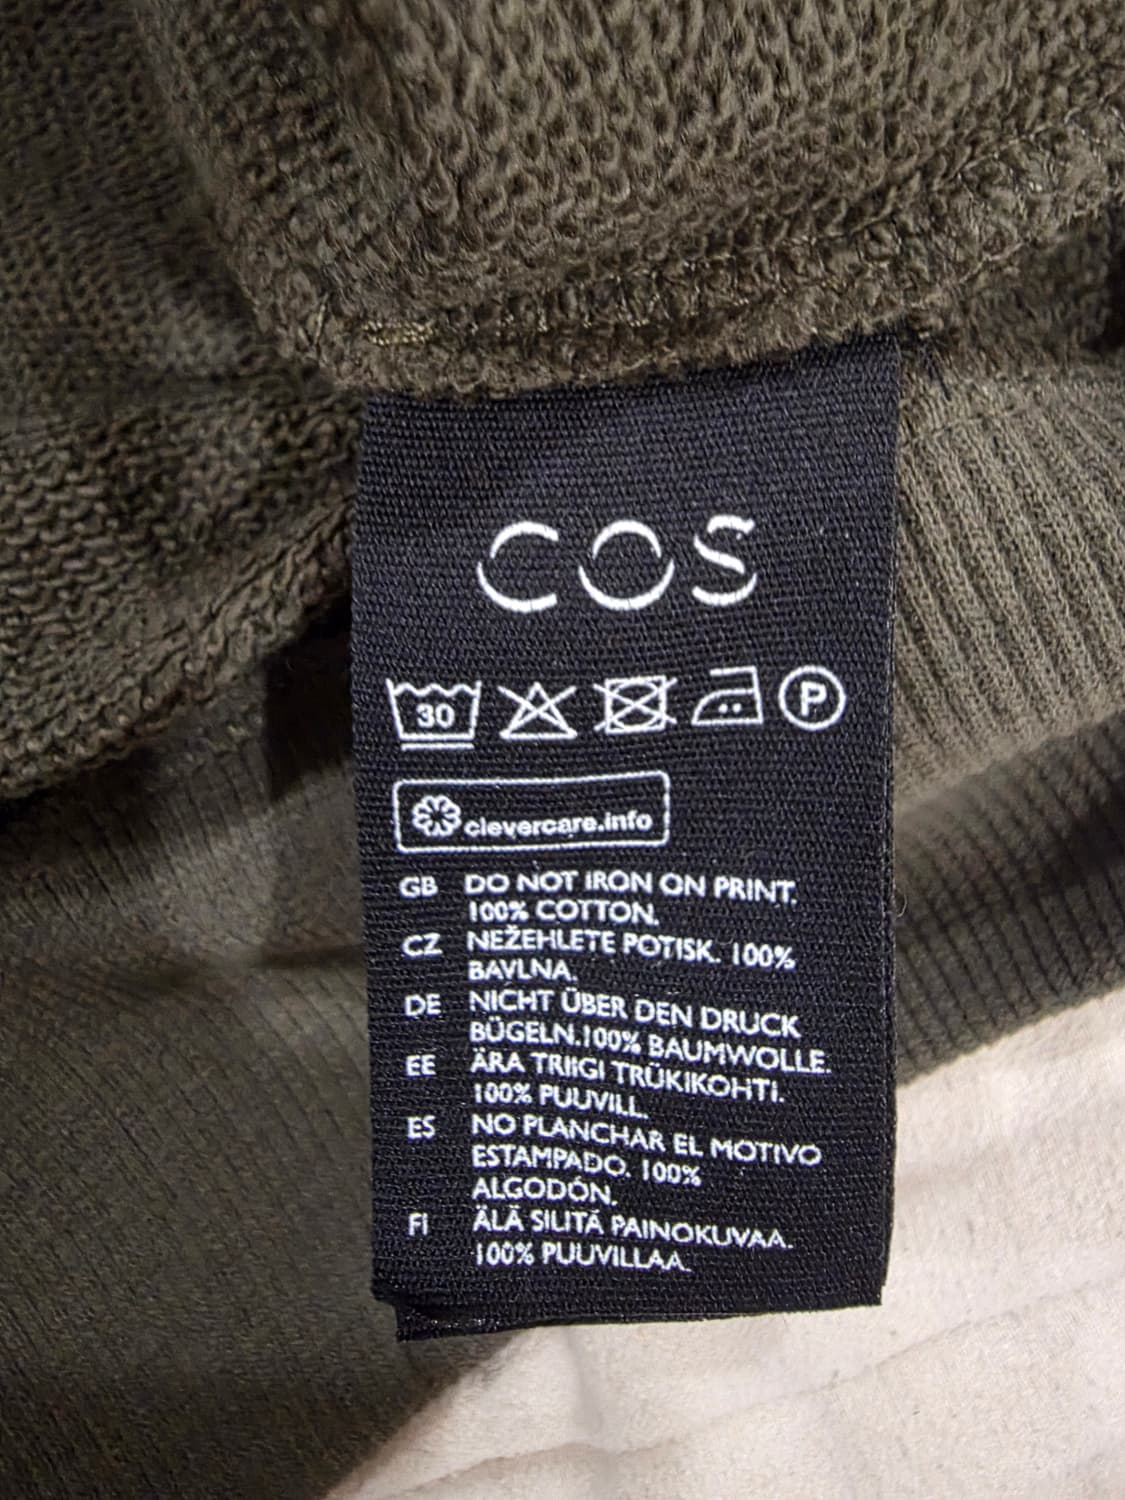 COS
30
P
clevercare.info
GB DO NOT IRON ON PRINT.
100% COTTON.
CZ NEŽEHLETE POTISK. 100%
BAVLNA.
DE NICHT ÜBER DEN DRUCK
BÜGELN.100% BAUMWOLLE.
EE ÄRA TRIIGI TRÜKIKOHTI.
100% PUUVILL.
ES NO PLANCHAR EL MOTIVO
ESTAMPADO. 100%
ALGODÓN.
FI ÄLÄ SILITÄ PAINOKUVAA.
100% PUUVILLAA.